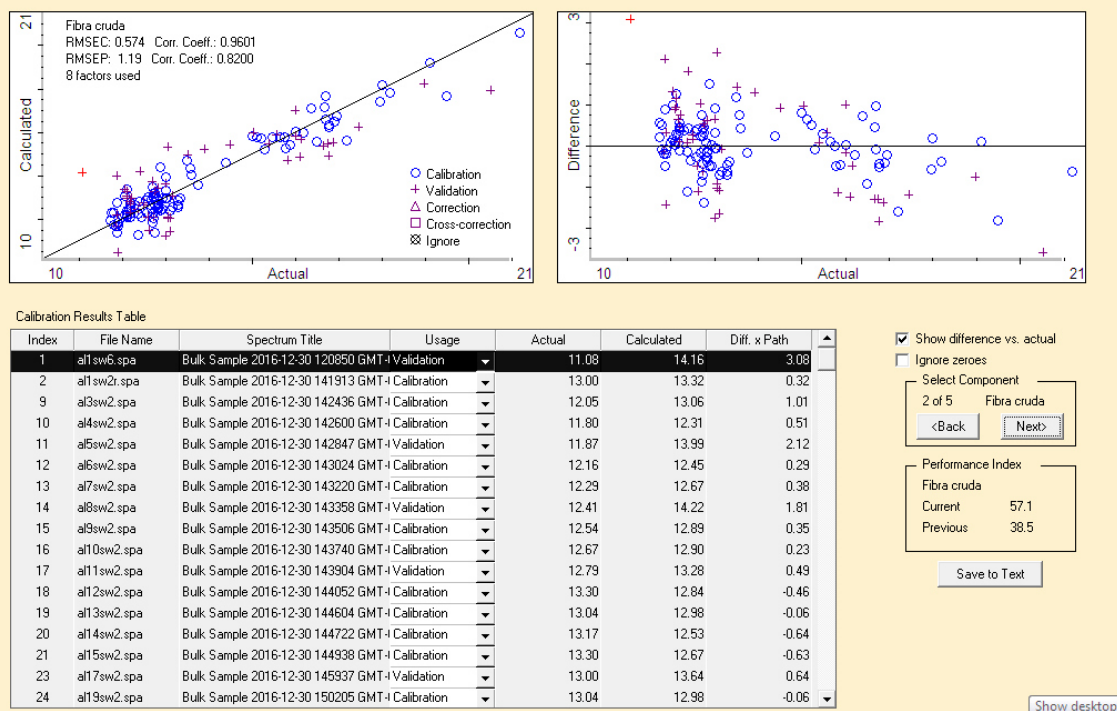 21
Fibra cruda
RMSEC: 0.574 Corr. Coeff.: 0.9601
RMSEP: 1.19 Corr. Coeff.: 0.8200
8 factors used
Calculated
Calibration
Validation
Correction
Cross-correction
Ignore
10
10 Actual 21
3
Difference
-3
10 Actual 21
Calibration Results Table
Index File Name Spectrum Title Usage Actual Calculated Diff. x Path
1 al1sw6.spa Bulk Sample 2016-12-30 120850 GMT-( Validation 11.08 14.16 3.08
2 al1sw2r.spa Bulk Sample 2016-12-30 141913 GMT-( Calibration 13.00 13.32 0.32
9 al3sw2.spa Bulk Sample 2016-12-30 142436 GMT-( Calibration 12.05 13.06 1.01
10 al4sw2.spa Bulk Sample 2016-12-30 142600 GMT-( Calibration 11.80 12.31 0.51
11 al5sw2.spa Bulk Sample 2016-12-30 142847 GMT-( Validation 11.87 13.99 2.12
12 al6sw2.spa Bulk Sample 2016-12-30 143024 GMT-( Calibration 12.16 12.45 0.29
13 al7sw2.spa Bulk Sample 2016-12-30 143220 GMT-( Calibration 12.29 12.67 0.38
14 al8sw2.spa Bulk Sample 2016-12-30 143358 GMT-( Validation 12.41 14.22 1.81
15 al9sw2.spa Bulk Sample 2016-12-30 143506 GMT-( Calibration 12.54 12.89 0.35
16 al10sw2.spa Bulk Sample 2016-12-30 143740 GMT-( Calibration 12.67 12.90 0.23
17 al11sw2.spa Bulk Sample 2016-12-30 143904 GMT-( Validation 12.79 13.28 0.49
18 al12sw2.spa Bulk Sample 2016-12-30 144052 GMT-( Calibration 13.30 12.84 -0.46
19 al13sw2.spa Bulk Sample 2016-12-30 144604 GMT-( Calibration 13.04 12.98 -0.06
20 al14sw2.spa Bulk Sample 2016-12-30 144722 GMT-( Calibration 13.17 12.53 -0.64
21 al15sw2.spa Bulk Sample 2016-12-30 144938 GMT-( Calibration 13.30 12.67 -0.63
23 al17sw2.spa Bulk Sample 2016-12-30 145937 GMT-( Validation 13.00 13.64 0.64
24 al19sw2.spa Bulk Sample 2016-12-30 150205 GMT-( Calibration 13.04 12.98 -0.06
Show difference vs. actual
Ignore zeroes
Select Component
2 of 5 Fibra cruda
<Back Next>
Performance Index
Fibra cruda
Current 57.1
Previous 38.5
Save to Text
Show desktop